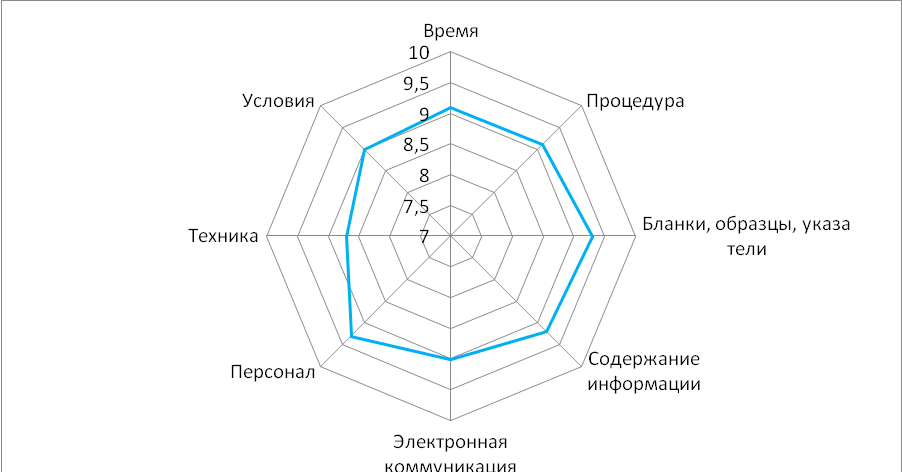 Время
10
9,5
9
8,5
8
7,5
7
Условия
Процедура
Техника
Бланки, образцы, указа
тели
Персонал
Содержание
информации
Электронная
коммуникация